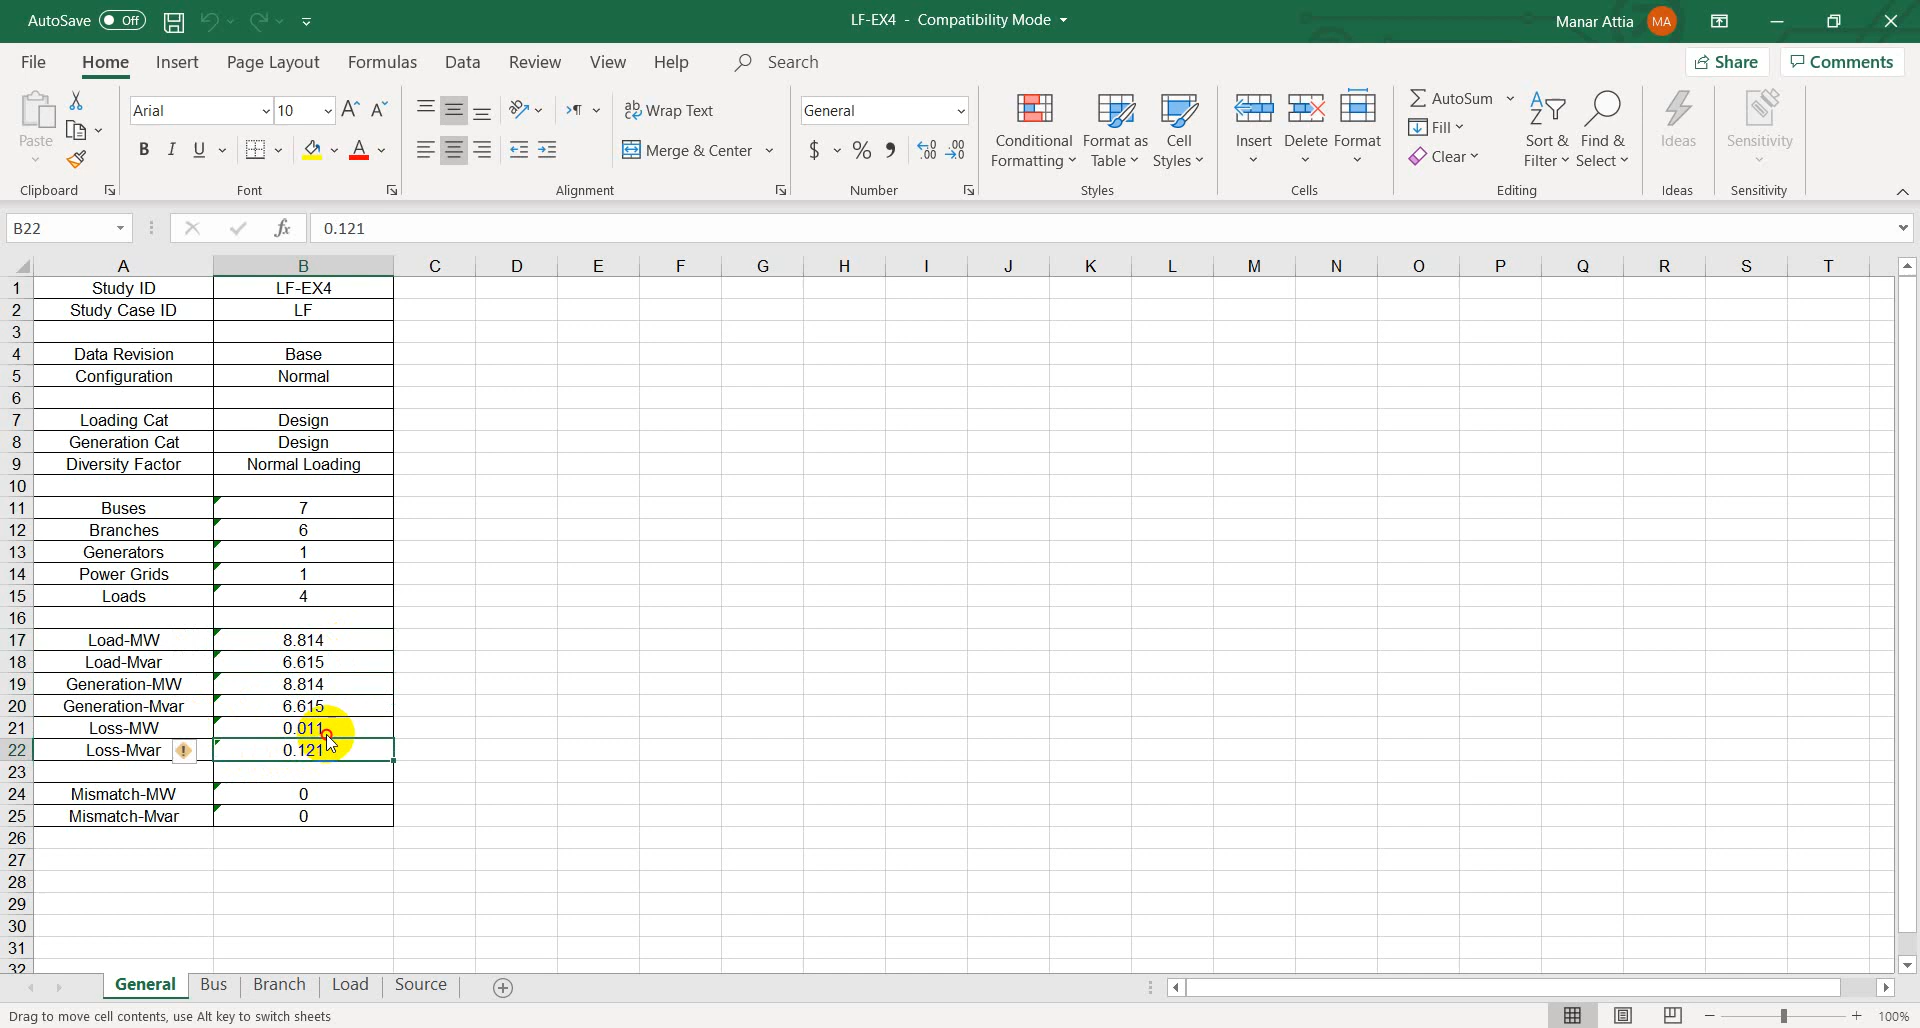 AutoSave Off LF-EX4 - Compatibility Mode Manar Attia MA
File Home Insert Page Layout Formulas Data Review View Help Search Share Comments
Paste Arial 10 Wrap Text General Conditional Formatting Format as Table Cell Styles Insert Delete Format AutoSum Sort & Filter Find & Select Ideas Sensitivity
B I U A Merge & Center $ % Fill Clear
Clipboard Font Alignment Number Styles Cells Editing Ideas Sensitivity
B22 fx 0.121
A B C D E F G H I J K L M N O P Q R S T
1 Study ID LF-EX4
2 Study Case ID LF
3
4 Data Revision Base
5 Configuration Normal
6
7 Loading Cat Design
8 Generation Cat Design
9 Diversity Factor Normal Loading
10
11 Buses 7
12 Branches 6
13 Generators 1
14 Power Grids 1
15 Loads 4
16
17 Load-MW 8.814
18 Load-Mvar 6.615
19 Generation-MW 8.814
20 Generation-Mvar 6.615
21 Loss-MW 0.011
22 Loss-Mvar 0.121
23
24 Mismatch-MW 0
25 Mismatch-Mvar 0
26
27
28
29
30
31
32
General Bus Branch Load Source
Drag to move cell contents, use Alt key to switch sheets 100%